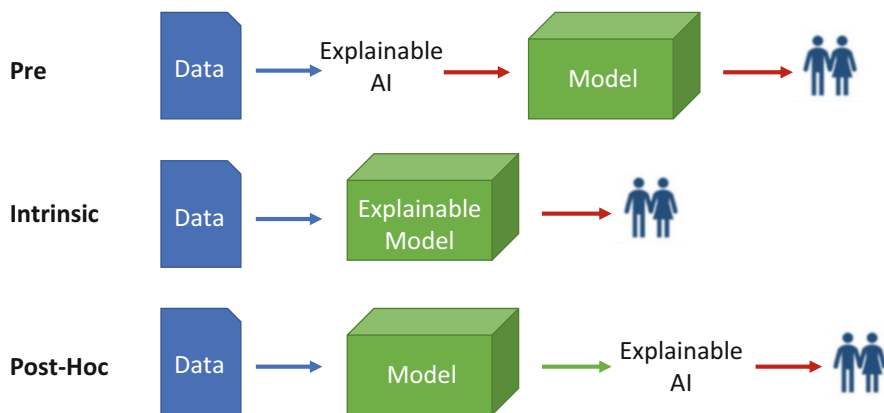 Pre
Data
Explainable
AI
Model
Intrinsic
Data
Explainable
Model
Post-Hoc
Data
Model
Explainable
AI